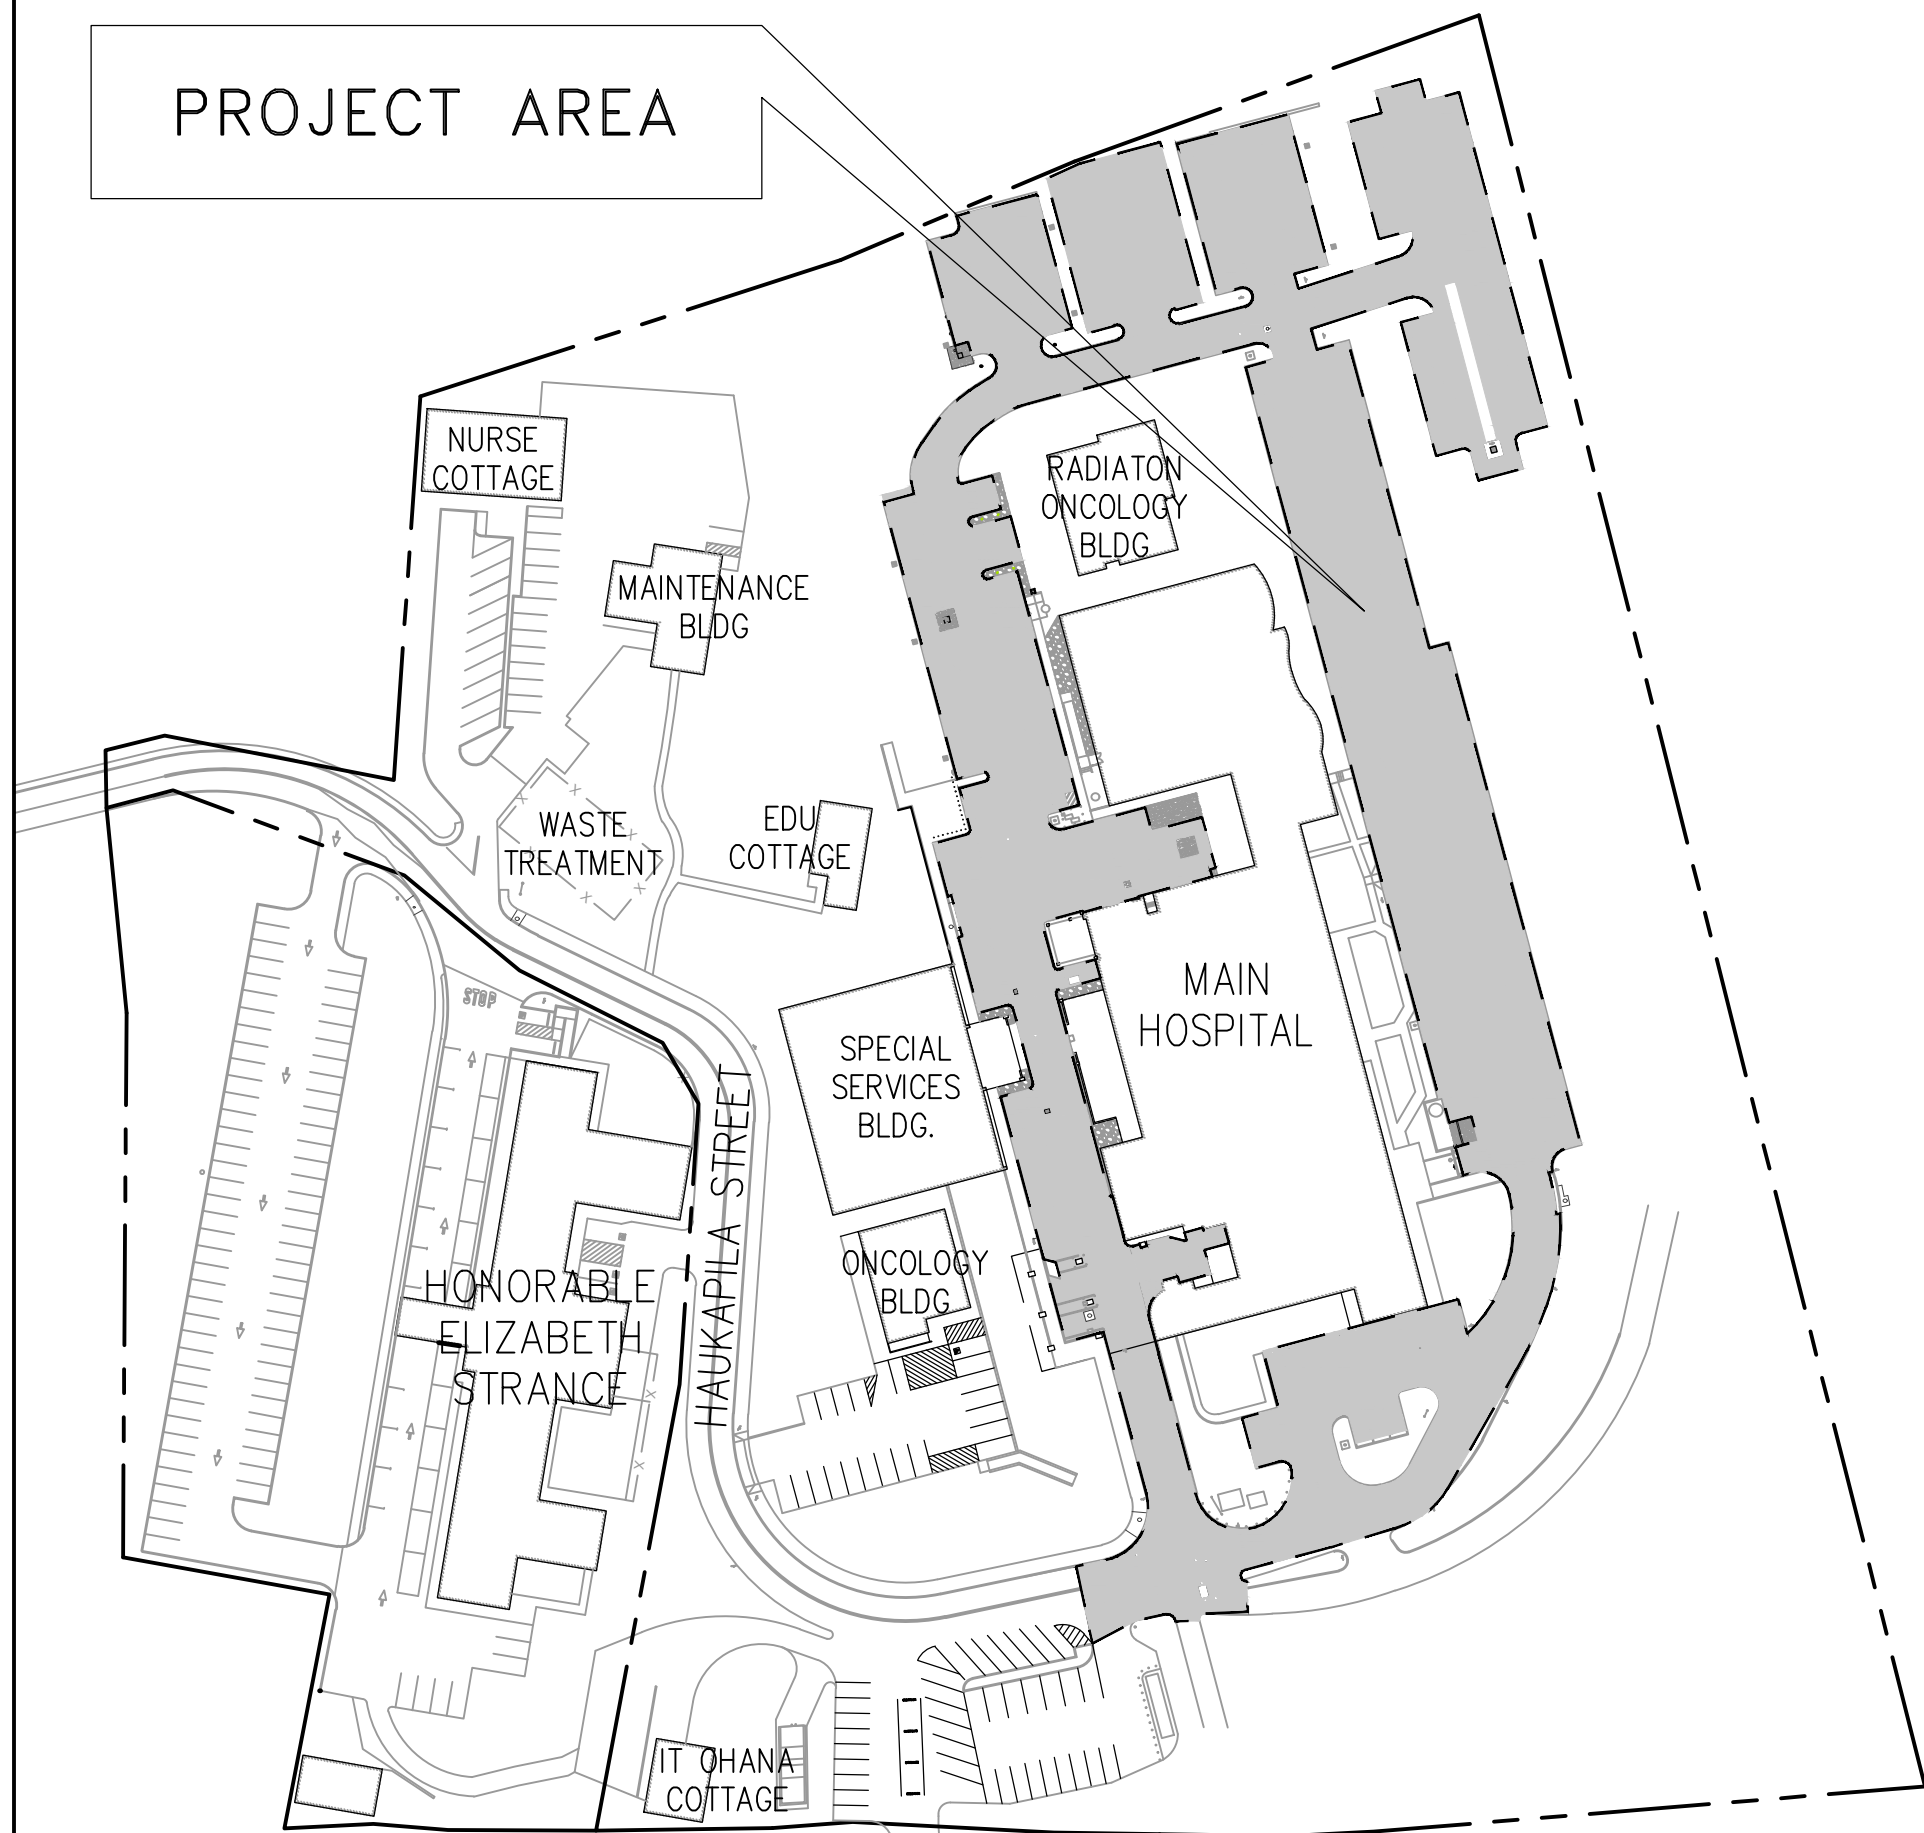 PROJECT AREA
NURSE
COTTAGE
RADIATON
ONCOLOGY
BLDG
MAINTENANCE
BLDG
WASTE
TREATMENT
EDU
COTTAGE
STOP
MAIN
HOSPITAL
SPECIAL
SERVICES
BLDG.
HAUKAPILA STREET
ONCOLOGY
BLDG
HONORABLE
ELIZABETH
STRANCE
IT OHANA
COTTAGE